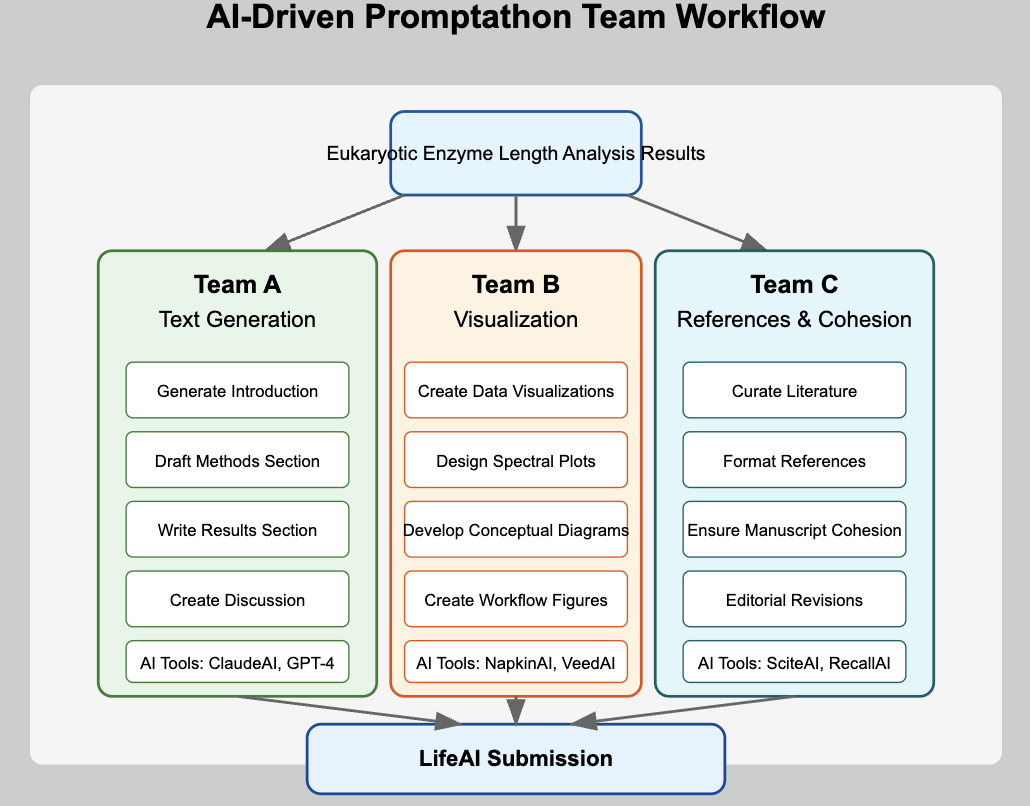 AI-Driven Promptathon Team Workflow
Eukaryotic Enzyme Length Analysis Results
Team A
Text Generation
Generate Introduction
Draft Methods Section
Write Results Section
Create Discussion
AI Tools: ClaudeAI, GPT-4
Team B
Visualization
Create Data Visualizations
Design Spectral Plots
Develop Conceptual Diagrams
Create Workflow Figures
AI Tools: NapkinAI, VeedAI
Team C
References & Cohesion
Curate Literature
Format References
Ensure Manuscript Cohesion
Editorial Revisions
AI Tools: SciteAI, RecallAI
LifeAI Submission